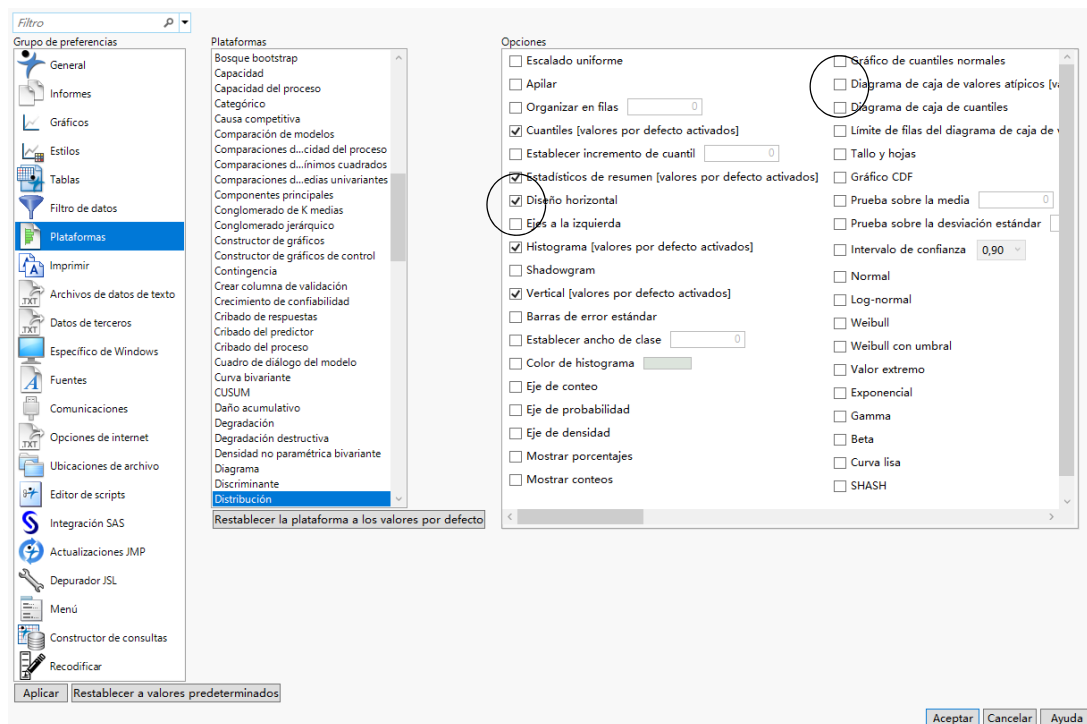 Filtro
Grupo de preferencias
General
Informes
Gráficos
Estilos
Tablas
Filtro de datos
Plataformas
Imprimir
Archivos de datos de texto
Datos de terceros
Específico de Windows
Fuentes
Comunicaciones
Opciones de internet
Ubicaciones de archivo
Editor de scripts
Integración SAS
Actualizaciones JMP
Depurador JSL
Menú
Constructor de consultas
Recodificar
Aplicar
Restablecer a valores predeterminados
Plataformas
Bosque bootstrap
Capacidad
Capacidad del proceso
Categórico
Causa competitiva
Comparación de modelos
Comparaciones d...cidad del proceso
Comparaciones d...ínimos cuadrados
Comparaciones d...edias univariantes
Componentes principales
Conglomerado de K medias
Conglomerado jerárquico
Constructor de gráficos
Constructor de gráficos de control
Contingencia
Crear columna de validación
Crecimiento de confiabilidad
Cribado de respuestas
Cribado del predictor
Cribado del proceso
Cuadro de diálogo del modelo
Curva bivariante
CUSUM
Daño acumulativo
Degradación
Degradación destructiva
Densidad no paramétrica bivariante
Diagrama
Discriminante
Distribución
Restablecer la plataforma a los valores por defecto
Opciones
Escalado uniforme
Apilar
Organizar en filas 0
Cuantiles [valores por defecto activados]
Establecer incremento de cuantil 0
Estadísticos de resumen [valores por defecto activados]
Diseño horizontal
Ejes a la izquierda
Histograma [valores por defecto activados]
Shadowgram
Vertical [valores por defecto activados]
Barras de error estándar
Establecer ancho de clase 0
Color de histograma
Eje de conteo
Eje de probabilidad
Eje de densidad
Mostrar porcentajes
Mostrar conteos
Gráfico de cuantiles normales
Diagrama de caja de valores atípicos [va
Diagrama de caja de cuantiles
Límite de filas del diagrama de caja de v
Tallo y hojas
Gráfico CDF
Prueba sobre la media 0
Prueba sobre la desviación estándar
Intervalo de confianza 0,90
Normal
Log-normal
Weibull
Weibull con umbral
Valor extremo
Exponencial
Gamma
Beta
Curva lisa
SHASH
Aceptar
Cancelar
Ayuda